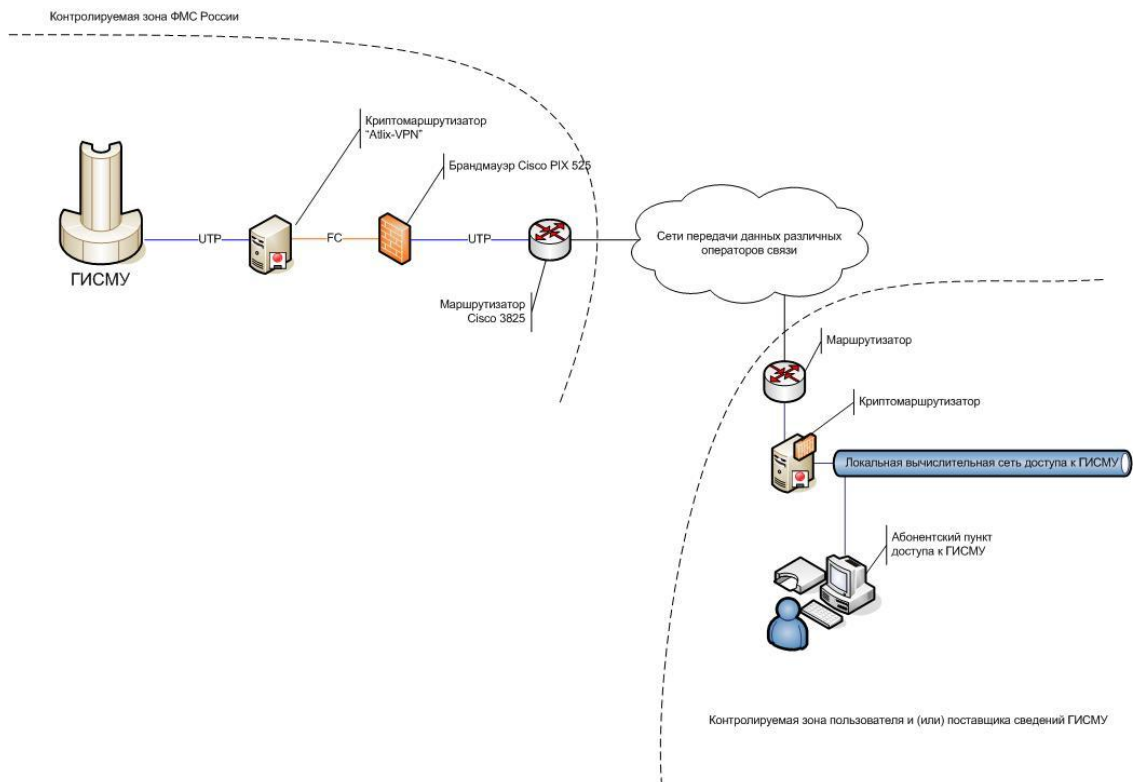 Контролируемая зона ФМС России
Криптомаршрутизатор
"Atlix-VPN"
Брандмауэр Cisco PIX 525
UTP
FC
UTP
ГИСМУ
Маршрутизатор
Cisco 3825
Сети передачи данных различных
операторов связи
Маршрутизатор
Криптомаршрутизатор
Локальная вычислительная сеть доступа к ГИСМУ
Абонентский пункт
доступа к ГИСМУ
Контролируемая зона пользователя и (или) поставщика сведений ГИСМУ